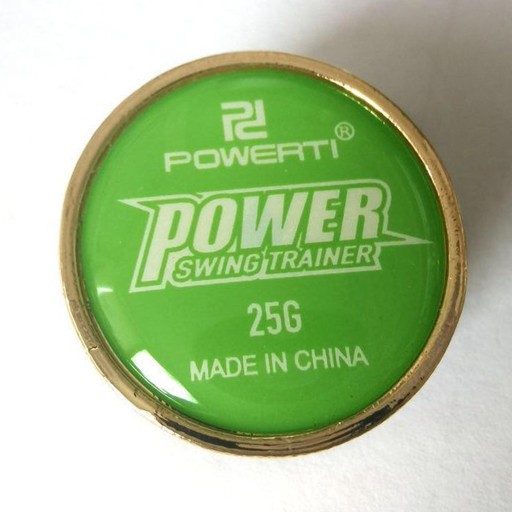 POWERTI®
POWER
SWING TRAINER
25G
MADE IN CHINA